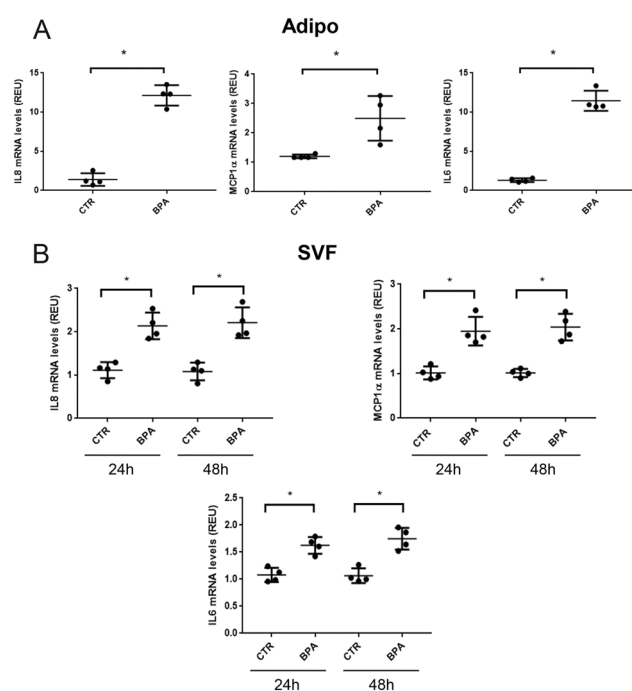 A
Adipo
*
IL8 mRNA levels (REU)
15
10
5
0
CTR
BPA
*
MCP1α mRNA levels (REU)
4
3
2
1
0
CTR
BPA
*
IL6 mRNA levels (REU)
15
10
5
0
CTR
BPA
B
SVF
*
*
IL8 mRNA levels (REU)
3
2
1
0
CTR
BPA
CTR
BPA
24h
48h
*
*
MCP1α mRNA levels (REU)
3
2
1
0
CTR
BPA
CTR
BPA
24h
48h
*
*
IL6 mRNA levels (REU)
2.5
2.0
1.5
1.0
0.5
0.0
CTR
BPA
CTR
BPA
24h
48h